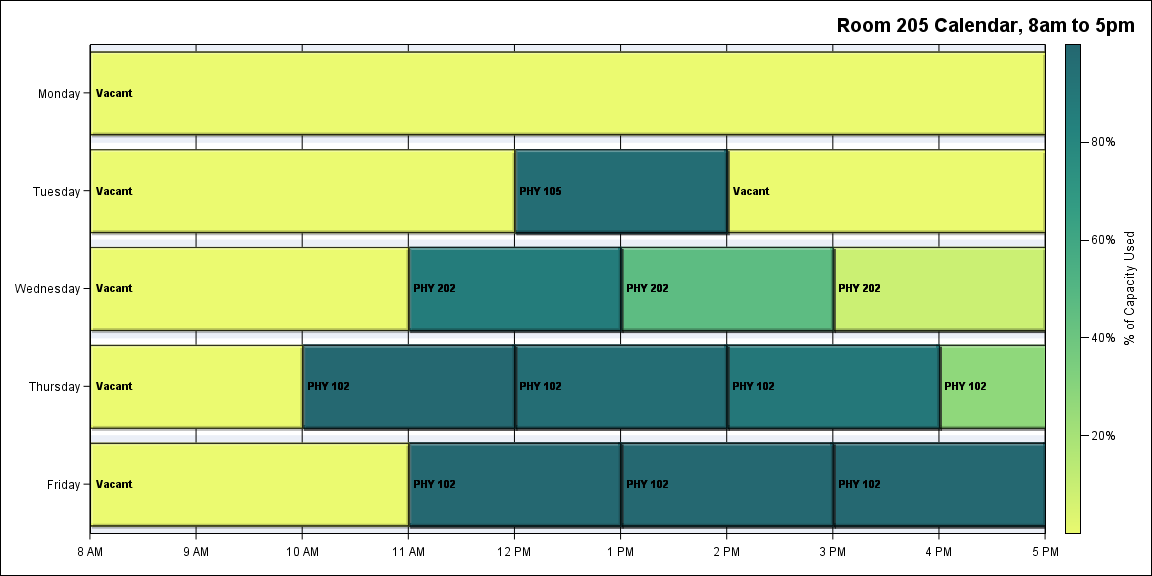 Room 205 Calendar, 8am to 5pm
Monday
Vacant
Tuesday
Vacant
PHY 105
Vacant
Wednesday
Vacant
PHY 202
PHY 202
PHY 202
Thursday
Vacant
PHY 102
PHY 102
PHY 102
PHY 102
Friday
Vacant
PHY 102
PHY 102
PHY 102
8 AM
9 AM
10 AM
11 AM
12 PM
1 PM
2 PM
3 PM
4 PM
5 PM
80%
60%
40%
20%
% of Capacity Used